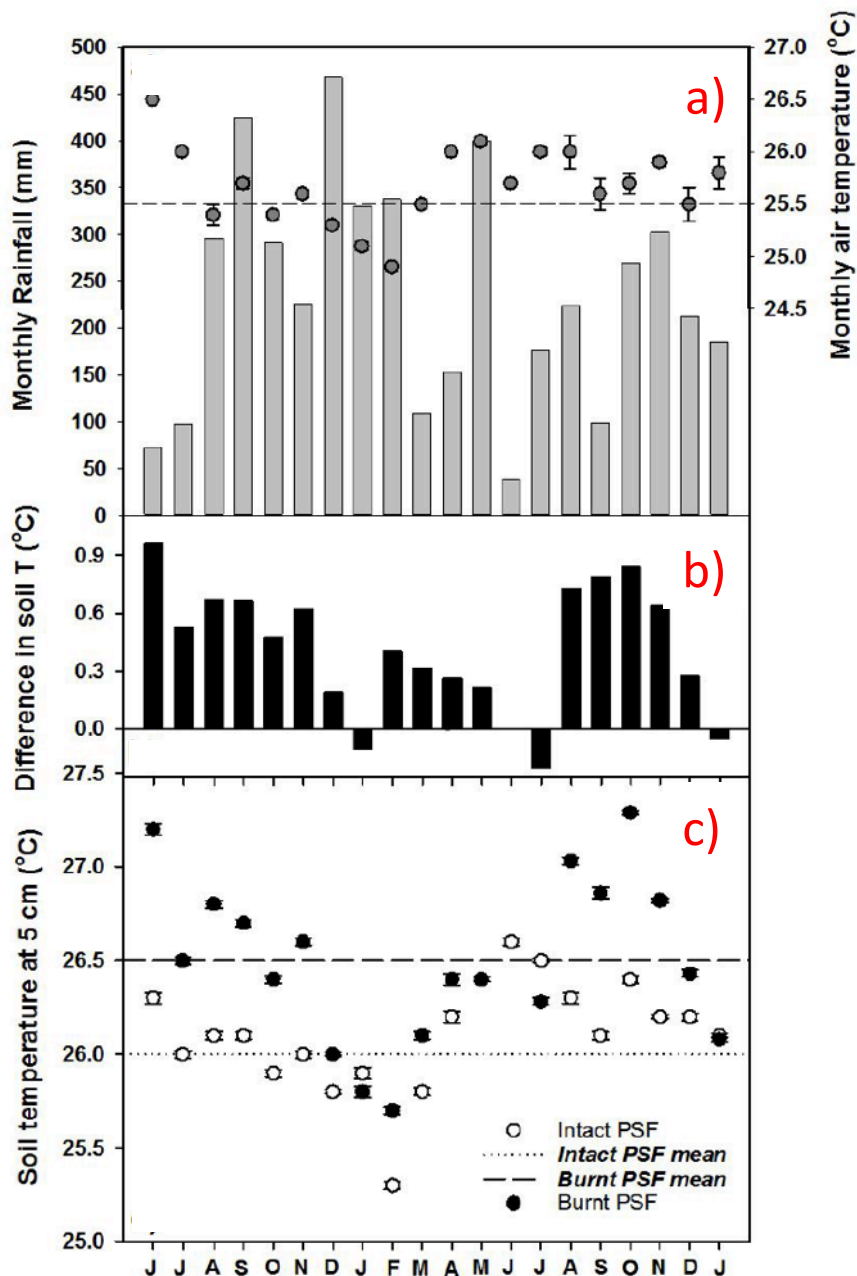 a)
Monthly Rainfall (mm)
500
450
400
350
300
250
200
150
100
50
0
Monthly air temperature (°C)
27.0
26.5
26.0
25.5
25.0
24.5
b)
Difference in soil T (°C)
0.9
0.6
0.3
0.0
c)
Soil temperature at 5 cm (°C)
27.5
27.0
26.5
26.0
25.5
25.0
Intact PSF
Intact PSF mean
Burnt PSF mean
Burnt PSF
J J A S O N D J F M A M J J A S O N D J